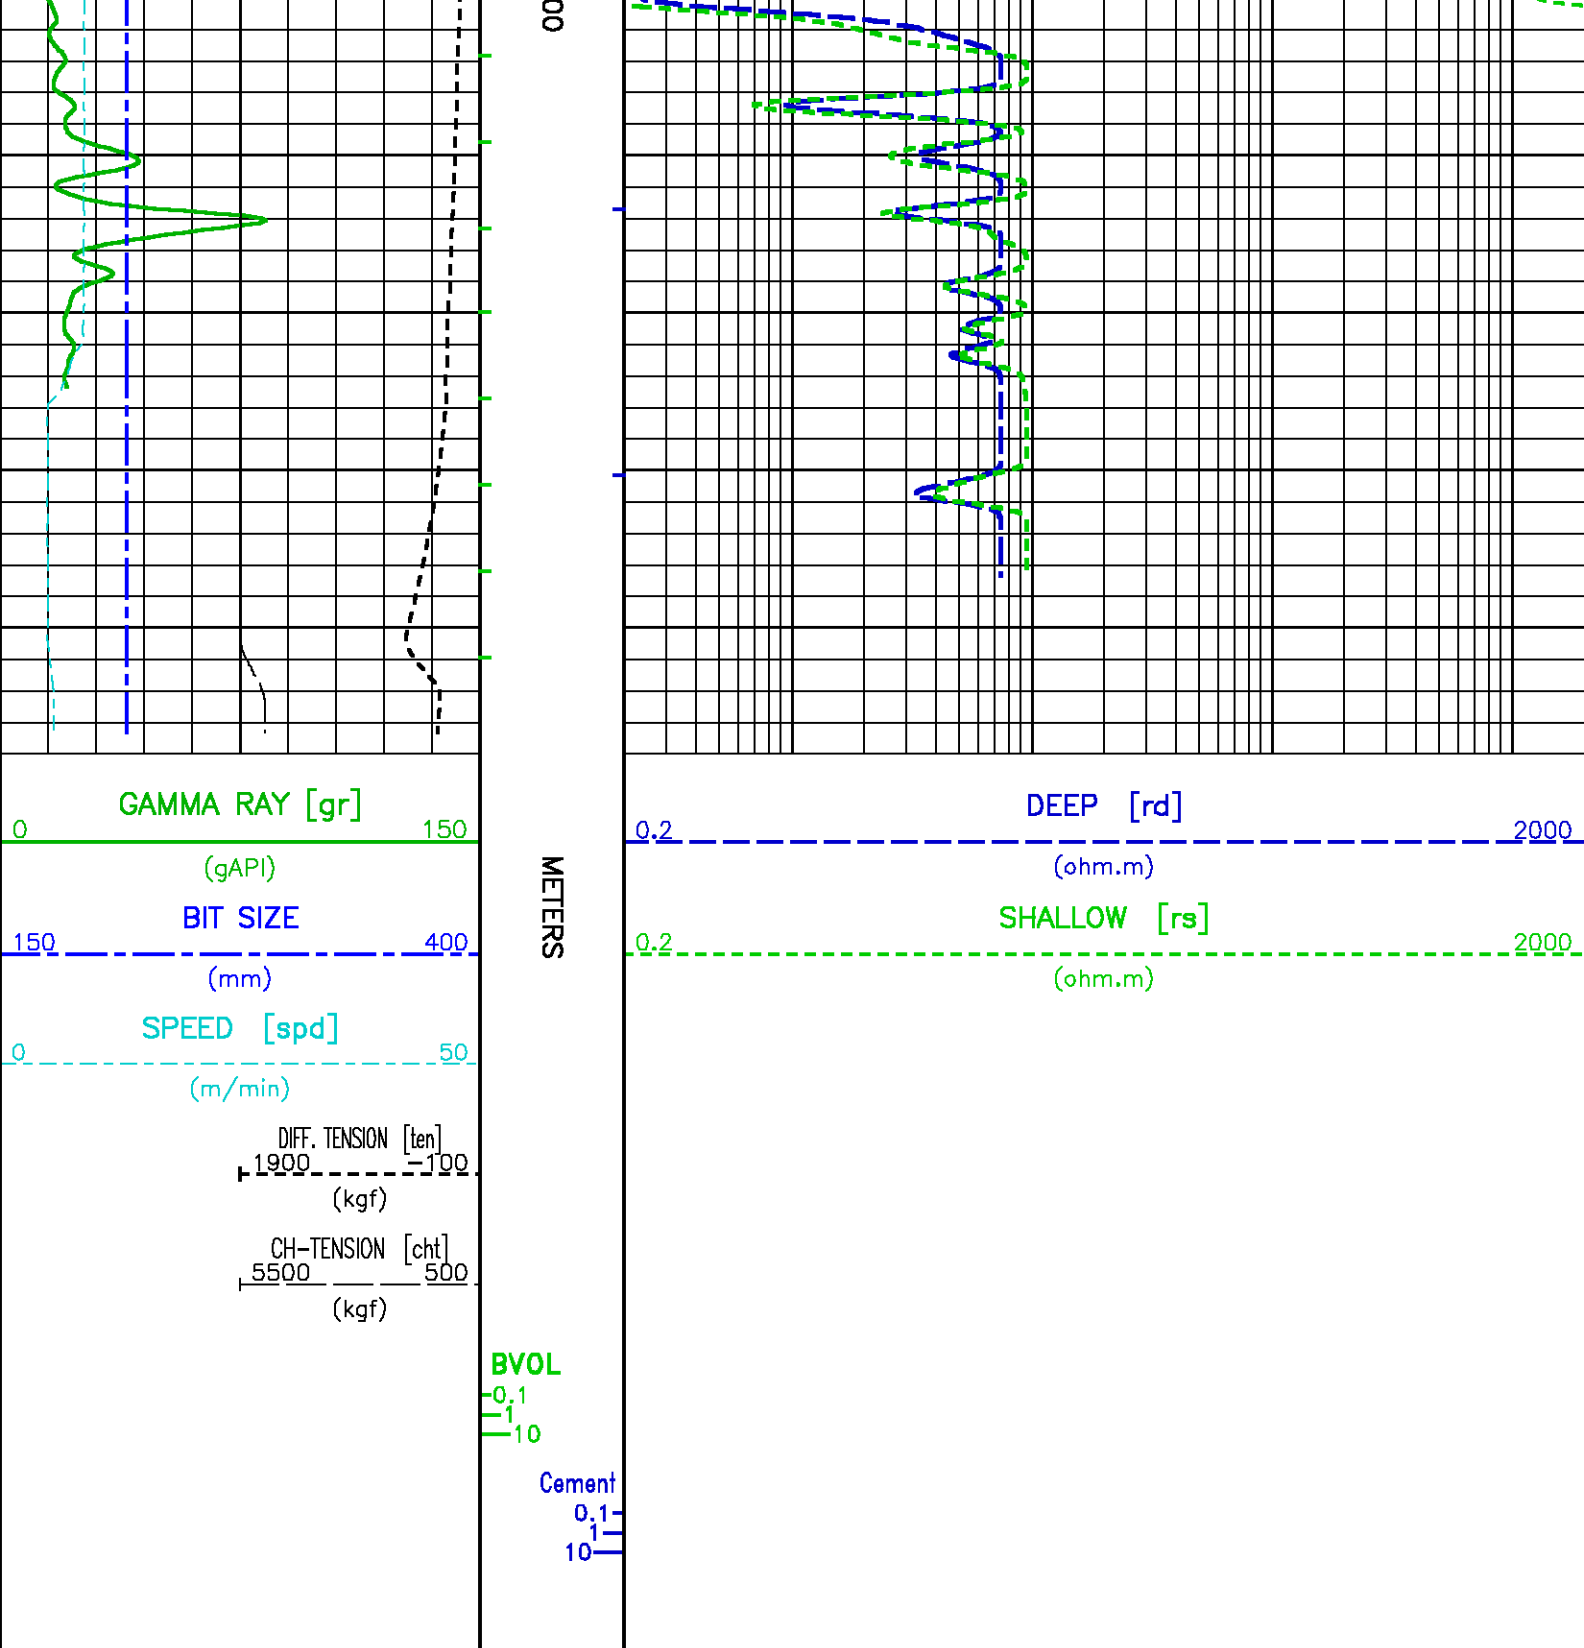 00
GAMMA RAY [gr]
0 150
(gAPI)
BIT SIZE
150 400
(mm)
SPEED [spd]
0 50
(m/min)
DIFF. TENSION [ten]
1900 -100
(kgf)
CH-TENSION [cht]
5500 500
(kgf)
METERS
BVOL
0.1
1
10
Cement
0.1
1
10
DEEP [rd]
0.2 2000
(ohm.m)
SHALLOW [rs]
0.2 2000
(ohm.m)